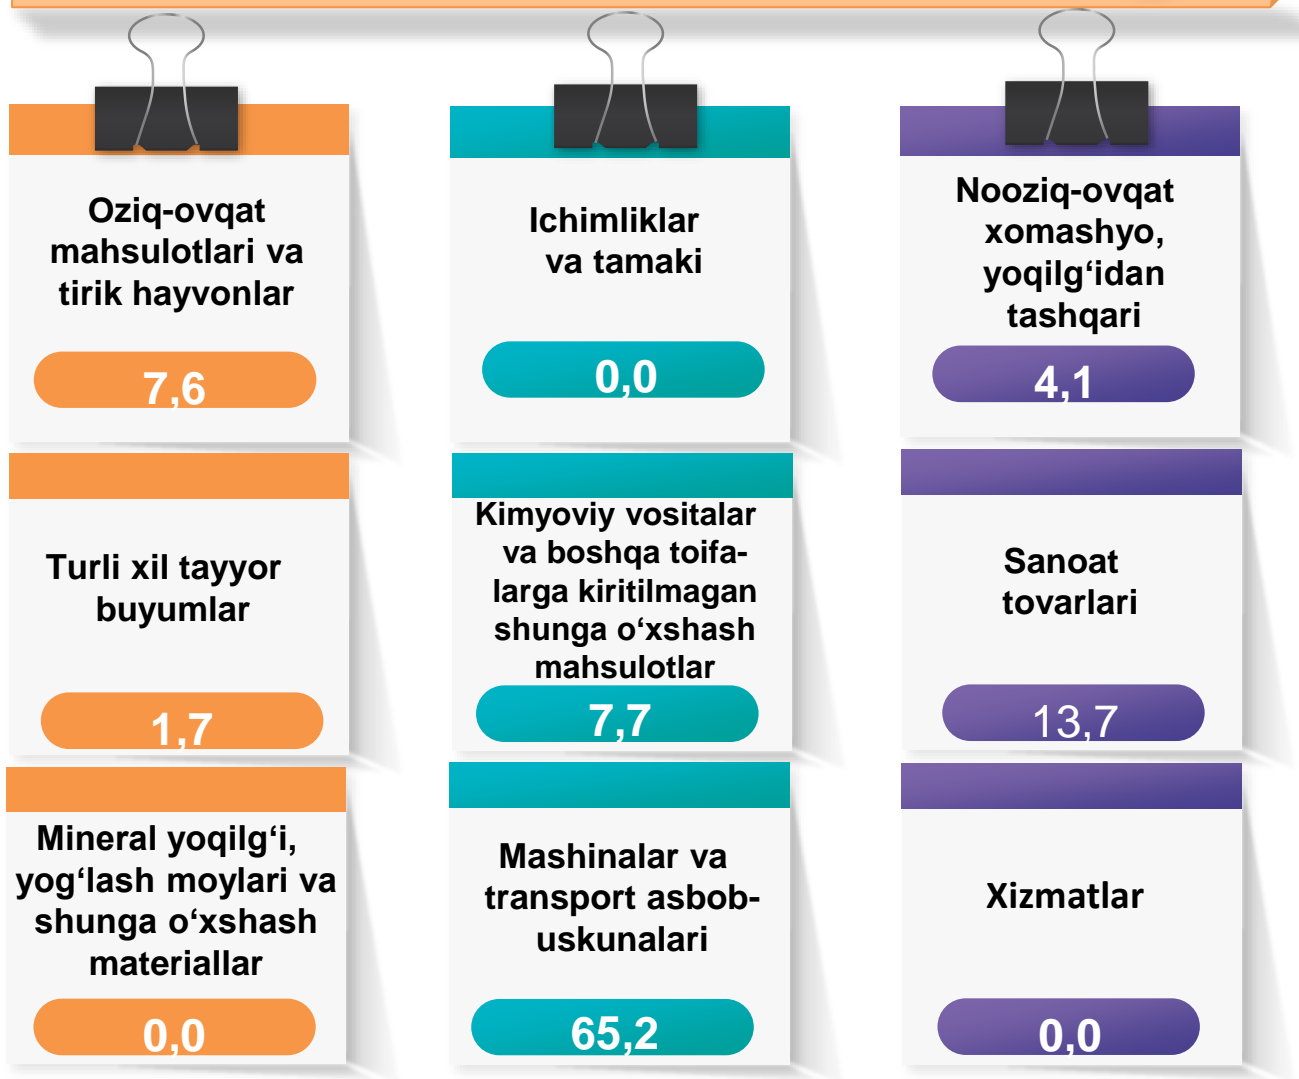 Oziq-ovqat
mahsulotlari va
tirik hayvonlar
7,6
Ichimliklar
va tamaki
0,0
Nooziq-ovqat
xomashyo,
yoqilg‘idan
tashqari
4,1
Turli xil tayyor
buyumlar
1,7
Kimyoviy vositalar
va boshqa toifa-
larga kiritilmagan
shunga o‘xshash
mahsulotlar
7,7
Sanoat
tovarlari
13,7
Mineral yoqilg‘i,
yog‘lash moylari va
shunga o‘xshash
materiallar
0,0
Mashinalar va
transport asbob-
uskunalari
65,2
Xizmatlar
0,0